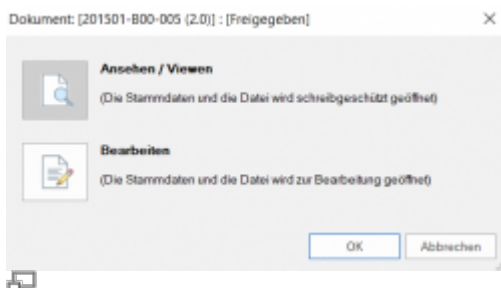 Dokument: [201501-B00-005 (2.0)] : [Freigegeben]
Ansehen / Viewen
(Die Stammdaten und die Datei wird schreibgeschützt geöffnet)
Bearbeiten
(Die Stammdaten und die Datei wird zur Bearbeitung geöffnet)
OK Abbrechen